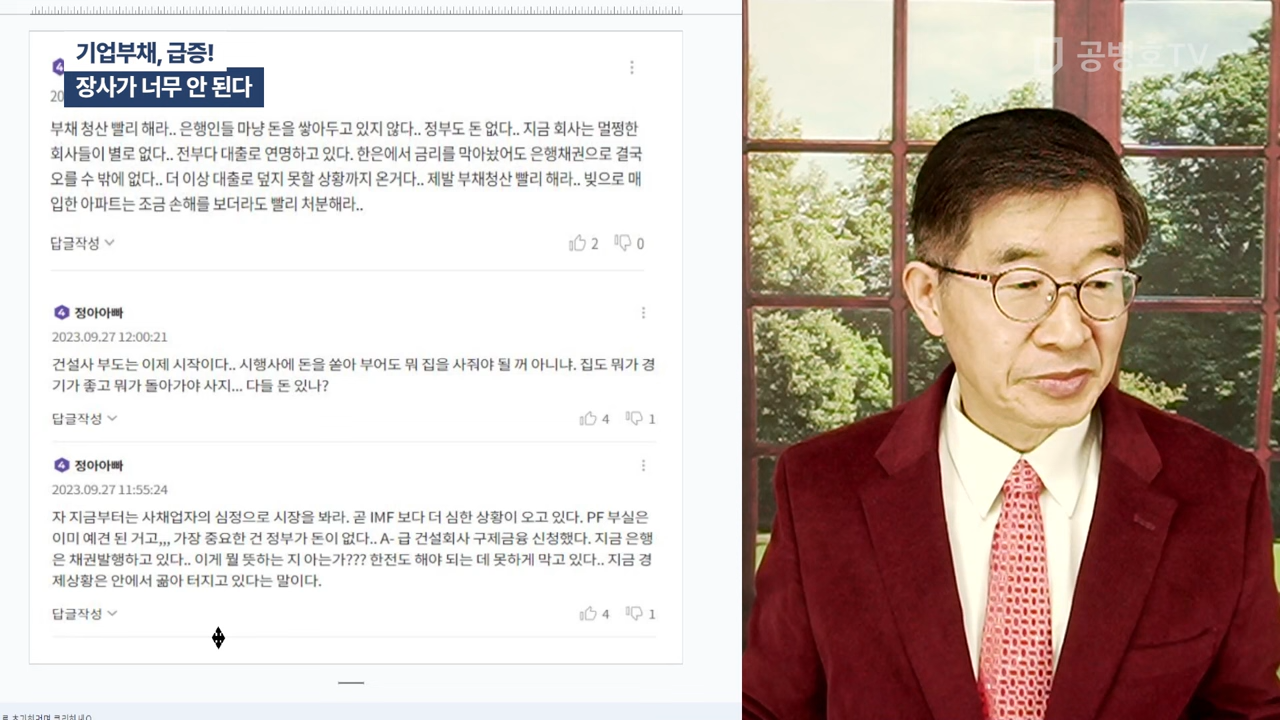 기업부채, 급증!
장사가 너무 안 된다
4
20
부채 청산 빨리 해라.. 은행인들 마냥 돈을 쌓아두고 있지 않다.. 정부도 돈 없다.. 지금 회사는 멀쩡한
회사들이 별로 없다.. 전부다 대출로 연명하고 있다. 한은에서 금리를 막아놨어도 은행채권으로 결국
오를 수 밖에 없다.. 더 이상 대출로 덮지 못할 상황까지 온거다.. 제발 부채청산 빨리 해라.. 빚으로 매
입한 아파트는 조금 손해를 보더라도 빨리 처분해라..
답글작성 2 0
4 정아아빠
2023.09.27 12:00:21
건설사 부도는 이제 시작이다.. 시행사에 돈을 쏟아 부어도 뭐 집을 사줘야 될 꺼 아니냐. 집도 뭐가 경
기가 좋고 뭐가 돌아가야 사지... 다들 돈 있나?
답글작성 4 1
4 정아아빠
2023.09.27 11:55:24
자 지금부터는 사채업자의 심정으로 시장을 봐라. 곧 IMF 보다 더 심한 상황이 오고 있다. PF 부실은
이미 예견 된 거고,,, 가장 중요한 건 정부가 돈이 없다.. A- 급 건설회사 구제금융 신청했다. 지금 은행
은 채권발행하고 있다.. 이게 뭘 뜻하는 지 아는가??? 한전도 해야 되는 데 못하게 막고 있다.. 지금 경
제상황은 안에서 곪아 터지고 있다는 말이다.
답글작성 4 1
공병호TV